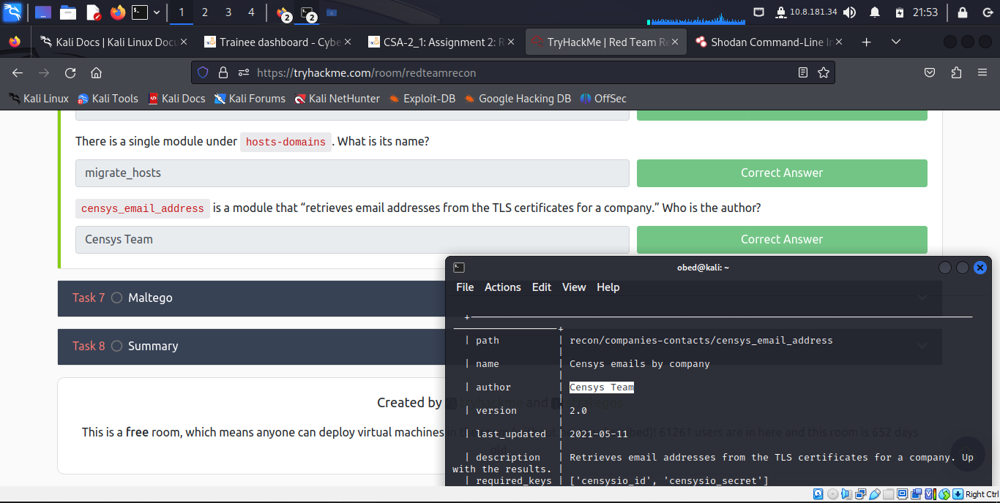 1 2 3 4 2 2 10.8.181.34 21:53
Kali Docs | Kali Linux Docu Trainee dashboard - Cybe CSA-2_1: Assignment 2: R TryHackMe | Red Team Re Shodan Command-Line In
https://tryhackme.com/room/redteamrecon
Kali Linux Kali Tools Kali Docs Kali Forums Kali NetHunter Exploit-DB Google Hacking DB OffSec
There is a single module under hosts-domains. What is its name?
migrate_hosts Correct Answer
censys_email_address is a module that “retrieves email addresses from the TLS certificates for a company.” Who is the author?
Censys Team Correct Answer
Task 7 Maltego
Task 8 Summary
Created by tryhackme and strategos
This is a free room, which means anyone can deploy virtual machines in the 61261 users are in here and this room is 652 days
old.
obed@kali: ~
File Actions Edit View Help
| path | recon/companies-contacts/censys_email_address
| name | Censys emails by company
| author | Censys Team
| version | 2.0
| last_updated | 2021-05-11
| description | Retrieves email addresses from the TLS certificates for a company. Up
with the results. |
| required_keys | ['censysio_id', 'censysio_secret']
Right Ctrl